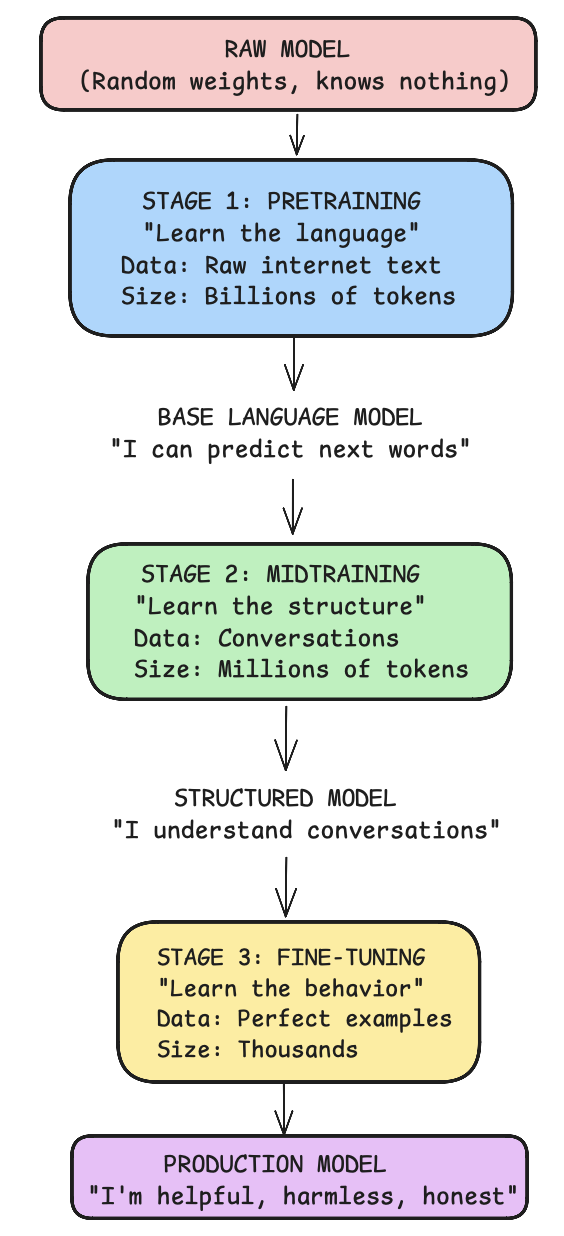 RAW MODEL
(Random weights, knows nothing)
STAGE 1: PRETRAINING
"Learn the language"
Data: Raw internet text
Size: Billions of tokens
BASE LANGUAGE MODEL
"I can predict next words"
STAGE 2: MIDTRAINING
"Learn the structure"
Data: Conversations
Size: Millions of tokens
STRUCTURED MODEL
"I understand conversations"
STAGE 3: FINE-TUNING
"Learn the behavior"
Data: Perfect examples
Size: Thousands
PRODUCTION MODEL
"I'm helpful, harmless, honest"